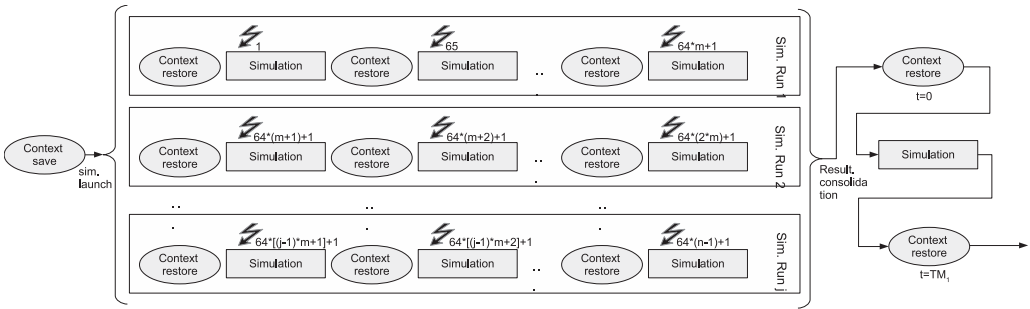 Context
save
sim.
launch
1
65
64*m+1
Context
restore
Simulation
Context
restore
Simulation
..
.
Context
restore
Simulation
Sim. Run 1
64*(m+1)+1
64*(m+2)+1
64*(2*m)+1
Context
restore
Simulation
Context
restore
Simulation
..
.
Context
restore
Simulation
Sim. Run 2
..
.
..
.
..
.
..
.
64*[(j-1)*m+1]+1
64*[(j-1)*m+2]+1
64*(n-1)+1
Context
restore
Simulation
Context
restore
Simulation
..
.
Context
restore
Simulation
Sim. Run j
Result.
consolida
tion
Context
restore
t=0
Simulation
Context
restore
t=TM1